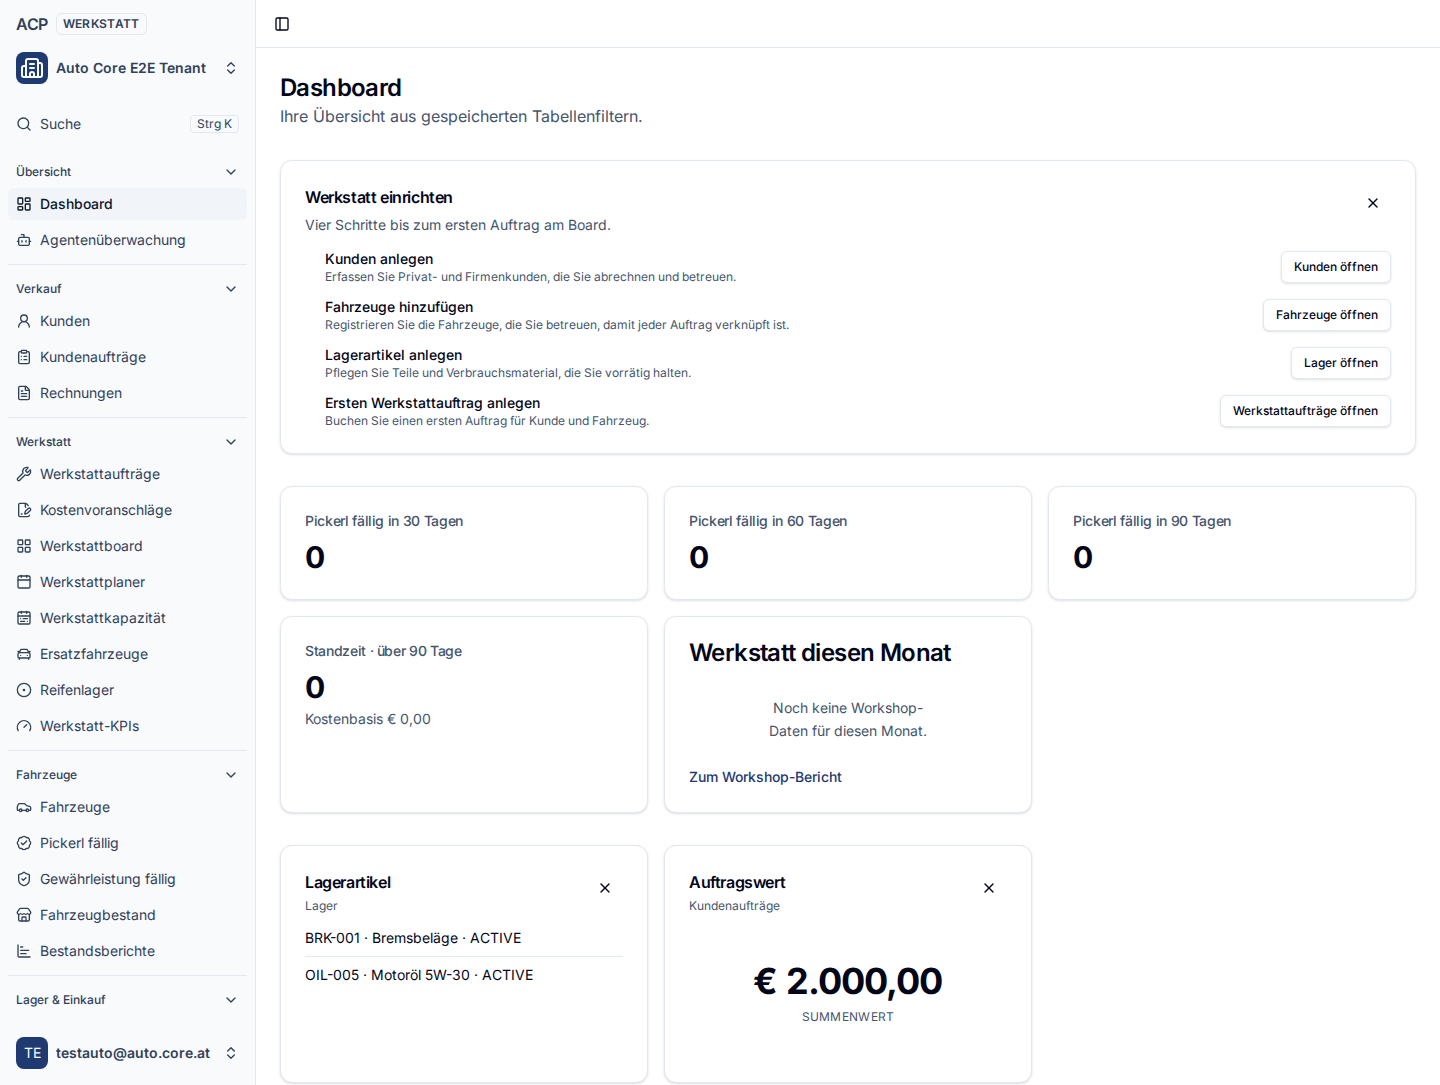 ACP WERKSTATT
Auto Core E2E Tenant
Suche Strg K
Übersicht
Dashboard
Agentenüberwachung
Verkauf
Kunden
Kundenaufträge
Rechnungen
Werkstatt
Werkstattaufträge
Kostenvoranschläge
Werkstattboard
Werkstattplaner
Werkstattkapazität
Ersatzfahrzeuge
Reifenlager
Werkstatt-KPIs
Fahrzeuge
Fahrzeuge
Pickerl fällig
Gewährleistung fällig
Fahrzeugbestand
Bestandsberichte
Lager & Einkauf
TE testauto@auto.core.at
Dashboard
Ihre Übersicht aus gespeicherten Tabellenfiltern.
Werkstatt einrichten
Vier Schritte bis zum ersten Auftrag am Board.
Kunden anlegen
Erfassen Sie Privat- und Firmenkunden, die Sie abrechnen und betreuen.
Kunden öffnen
Fahrzeuge hinzufügen
Registrieren Sie die Fahrzeuge, die Sie betreuen, damit jeder Auftrag verknüpft ist.
Fahrzeuge öffnen
Lagerartikel anlegen
Pflegen Sie Teile und Verbrauchsmaterial, die Sie vorrätig halten.
Lager öffnen
Ersten Werkstattauftrag anlegen
Buchen Sie einen ersten Auftrag für Kunde und Fahrzeug.
Werkstattaufträge öffnen
Pickerl fällig in 30 Tagen
0
Pickerl fällig in 60 Tagen
0
Pickerl fällig in 90 Tagen
0
Standzeit · über 90 Tage
0
Kostenbasis € 0,00
Werkstatt diesen Monat
Noch keine Workshop-
Daten für diesen Monat.
Zum Workshop-Bericht
Lagerartikel
Lager
BRK-001 · Bremsbeläge · ACTIVE
OIL-005 · Motoröl 5W-30 · ACTIVE
Auftragswert
Kundenaufträge
€ 2.000,00
SUMMENWERT